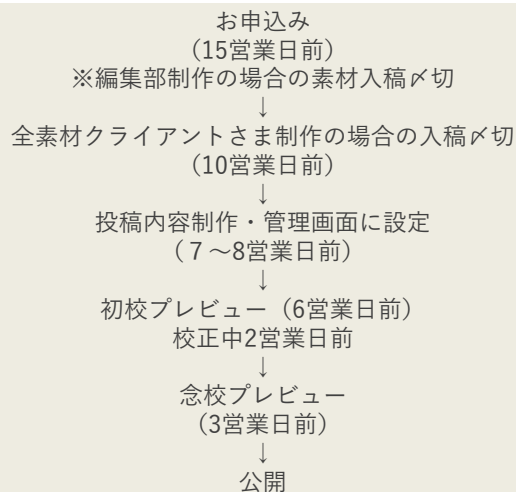 お申込み
(15営業日前)
※編集部制作の場合の素材入稿〆切
↓
全素材クライアントさま制作の場合の入稿〆切
(10営業日前)
↓
投稿内容制作・管理画面に設定
(７～8営業日前)
↓
初校プレビュー（6営業日前）
校正中2営業日前
↓
念校プレビュー
(3営業日前)
↓
公開